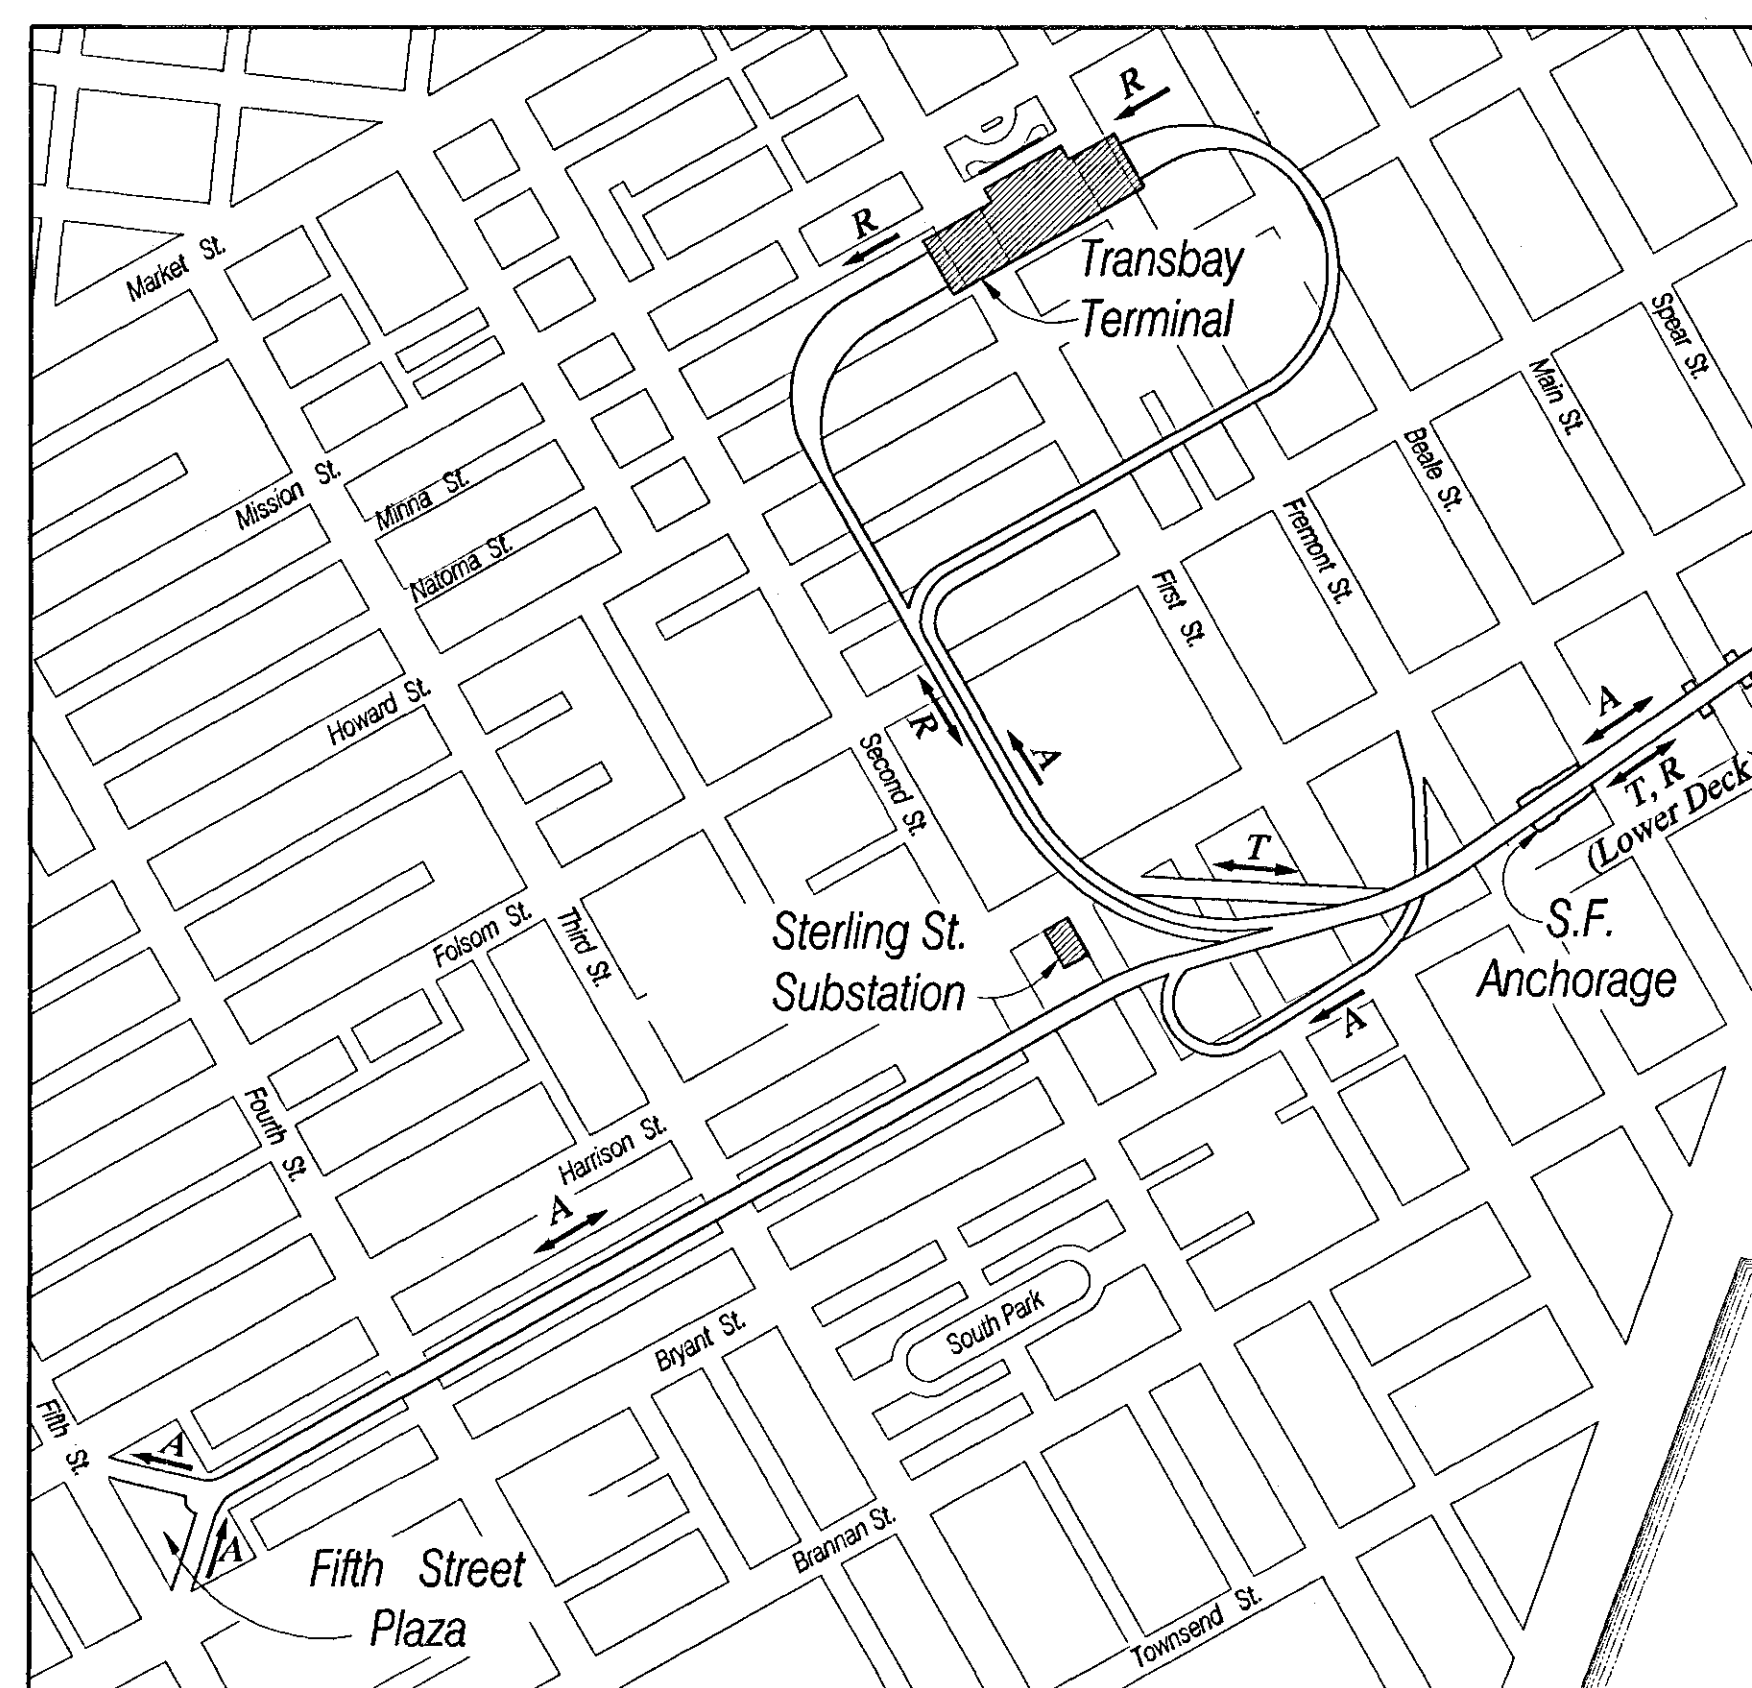 R
R
Transbay
Terminal
Market St.
Spear St.
Main St.
Beale St.
Mission St.
Minna St.
Natoma St.
Fremont St.
First St.
Howard St.
R
A
A
Second St.
T, R
(Lower Deck)
T
Folsom St.
Third St.
Sterling St.
Substation
S.F.
Anchorage
A
Fourth St.
Harrison St.
A
South Park
Bryant St.
Fifth St.
A
A
Fifth Street
Plaza
Brannan St.
Townsend St.